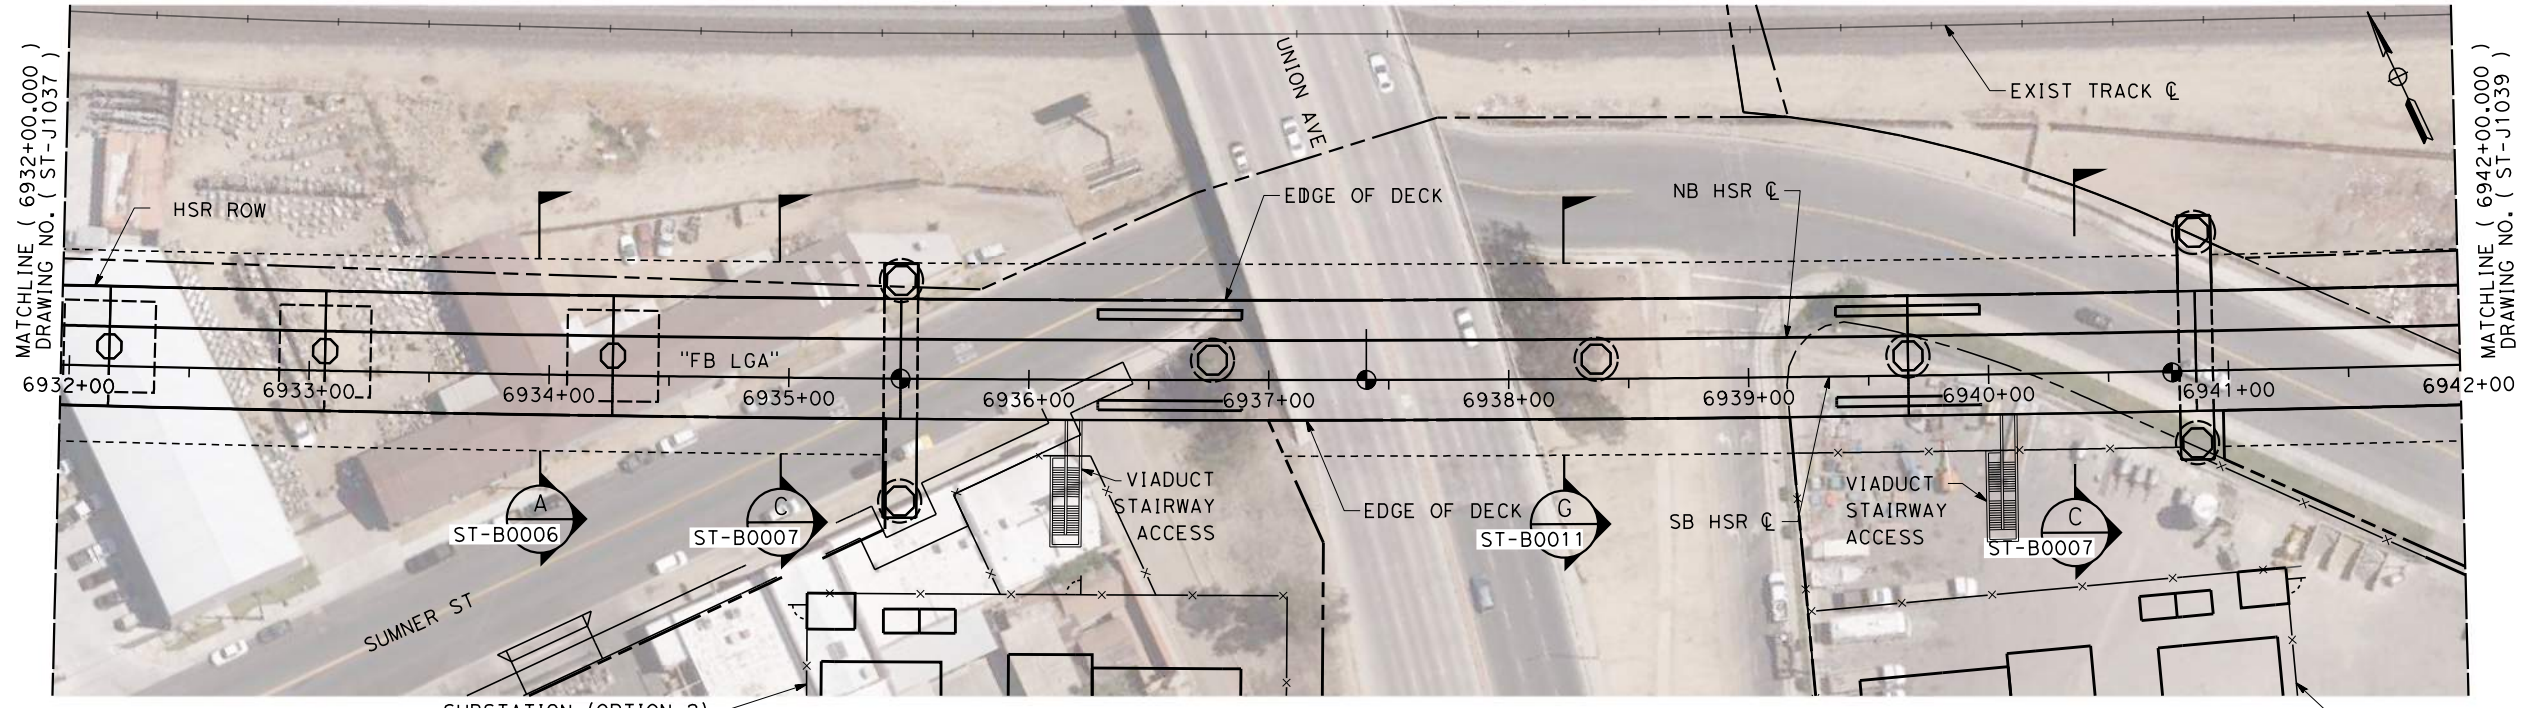 MATCHLINE ( 6932+00.000 )
DRAWING NO. ( ST-J1037 )
UNION AVE
EXIST TRACK ℄
MATCHLINE ( 6942+00.000 )
DRAWING NO. ( ST-J1039 )
HSR ROW
EDGE OF DECK
NB HSR ℄
"FB LGA"
6932+00
6933+00
6934+00
6935+00
6936+00
6937+00
6938+00
6939+00
6940+00
6941+00
6942+00
A
ST-B0006
C
ST-B0007
VIADUCT
STAIRWAY
ACCESS
EDGE OF DECK
G
ST-B0011
SB HSR ℄
VIADUCT
STAIRWAY
ACCESS
C
ST-B0007
SUMNER ST
SUBSTATION (OPTION 2)